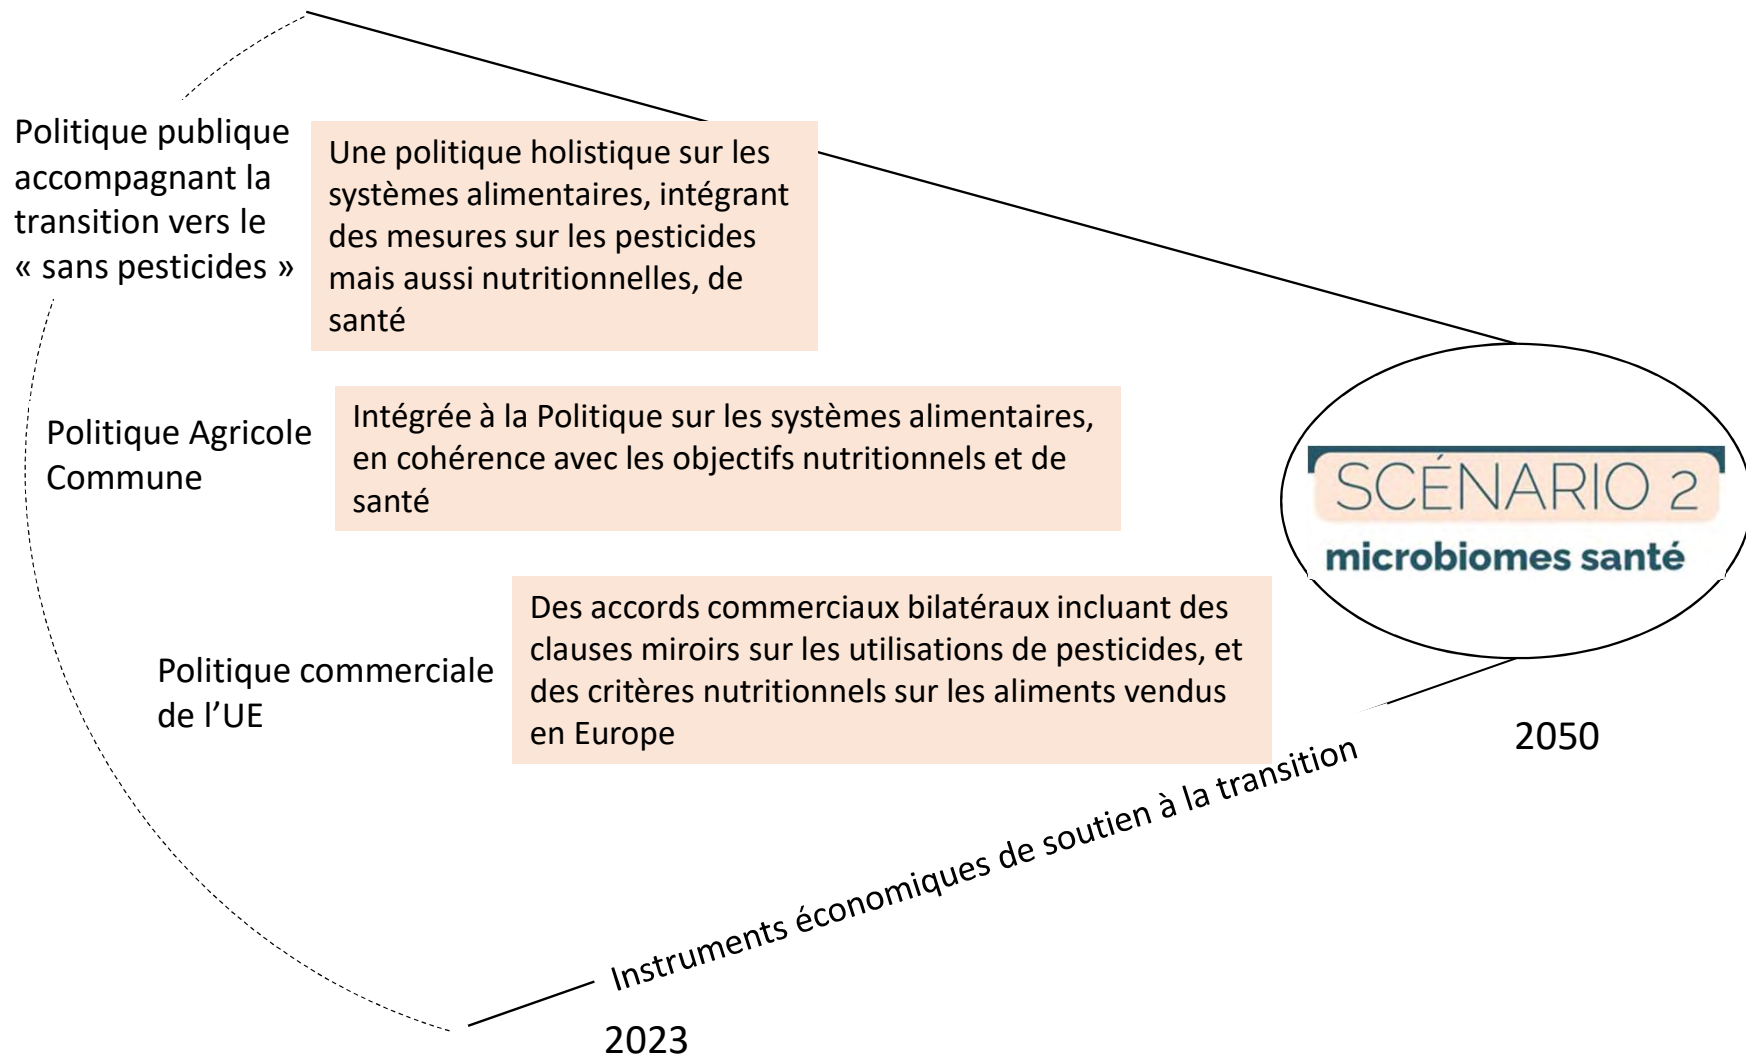 Politique publique
accompagnant la
transition vers le
« sans pesticides »
Une politique holistique sur les
systèmes alimentaires, intégrant
des mesures sur les pesticides
mais aussi nutritionnelles, de
santé
Politique Agricole
Commune
Intégrée à la Politique sur les systèmes alimentaires,
en cohérence avec les objectifs nutritionnels et de
santé
SCÉNARIO 2
microbiomes santé
Politique commerciale
de l’UE
Des accords commerciaux bilatéraux incluant des
clauses miroirs sur les utilisations de pesticides, et
des critères nutritionnels sur les aliments vendus
en Europe
2050
Instruments économiques de soutien à la transition
2023